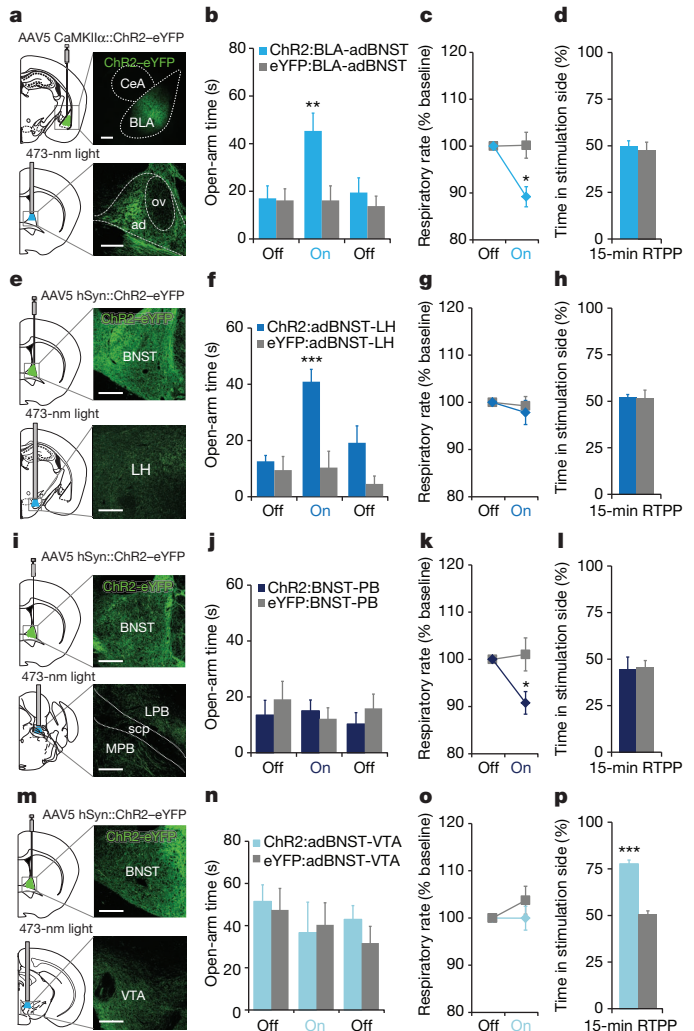 a
AAV5 CaMKIIα::ChR2–eYFP
ChR2–eYFP
CeA
BLA
473-nm light
ov
ad
b
Open-arm time (s)
60
40
20
0
ChR2:BLA-adBNST
eYFP:BLA-adBNST
**
Off
On
Off
c
Respiratory rate (% baseline)
120
110
100
90
80
*
Off
On
d
Time in stimulation side (%)
100
75
50
25
0
15-min RTPP
e
AAV5 hSyn::ChR2–eYFP
ChR2–eYFP
BNST
473-nm light
LH
f
Open-arm time (s)
60
40
20
0
ChR2:adBNST-LH
eYFP:adBNST-LH
***
Off
On
Off
g
Respiratory rate (% baseline)
120
110
100
90
80
Off
On
h
Time in stimulation side (%)
100
75
50
25
0
15-min RTPP
i
AAV5 hSyn::ChR2–eYFP
ChR2-eYFP
BNST
473-nm light
LPB
scp
MPB
j
Open-arm time (s)
60
40
20
0
ChR2:BNST-PB
eYFP:BNST-PB
Off
On
Off
k
Respiratory rate (% baseline)
120
110
100
90
80
*
Off
On
l
Time in stimulation side (%)
100
75
50
25
0
15-min RTPP
m
AAV5 hSyn::ChR2–eYFP
ChR2–eYFP
BNST
473-nm light
VTA
n
Open-arm time (s)
80
60
40
20
0
ChR2:adBNST-VTA
eYFP:adBNST-VTA
Off
On
Off
o
Respiratory rate (% baseline)
120
110
100
90
80
Off
On
p
Time in stimulation side (%)
100
75
50
25
0
***
15-min RTPP